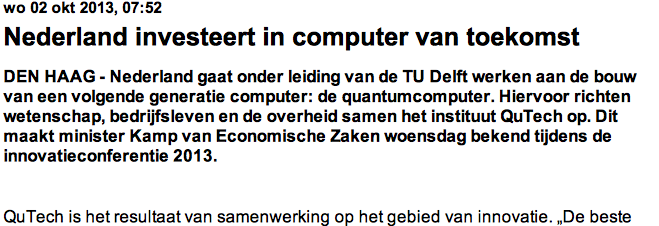 wo 02 okt 2013, 07:52
Nederland investeert in computer van toekomst
DEN HAAG - Nederland gaat onder leiding van de TU Delft werken aan de bouw
van een volgende generatie computer: de quantumcomputer. Hiervoor richten
wetenschap, bedrijfsleven en de overheid samen het instituut QuTech op. Dit
maakt minister Kamp van Economische Zaken woensdag bekend tijdens de
innovatieconferentie 2013.
QuTech is het resultaat van samenwerking op het gebied van innovatie. „De beste